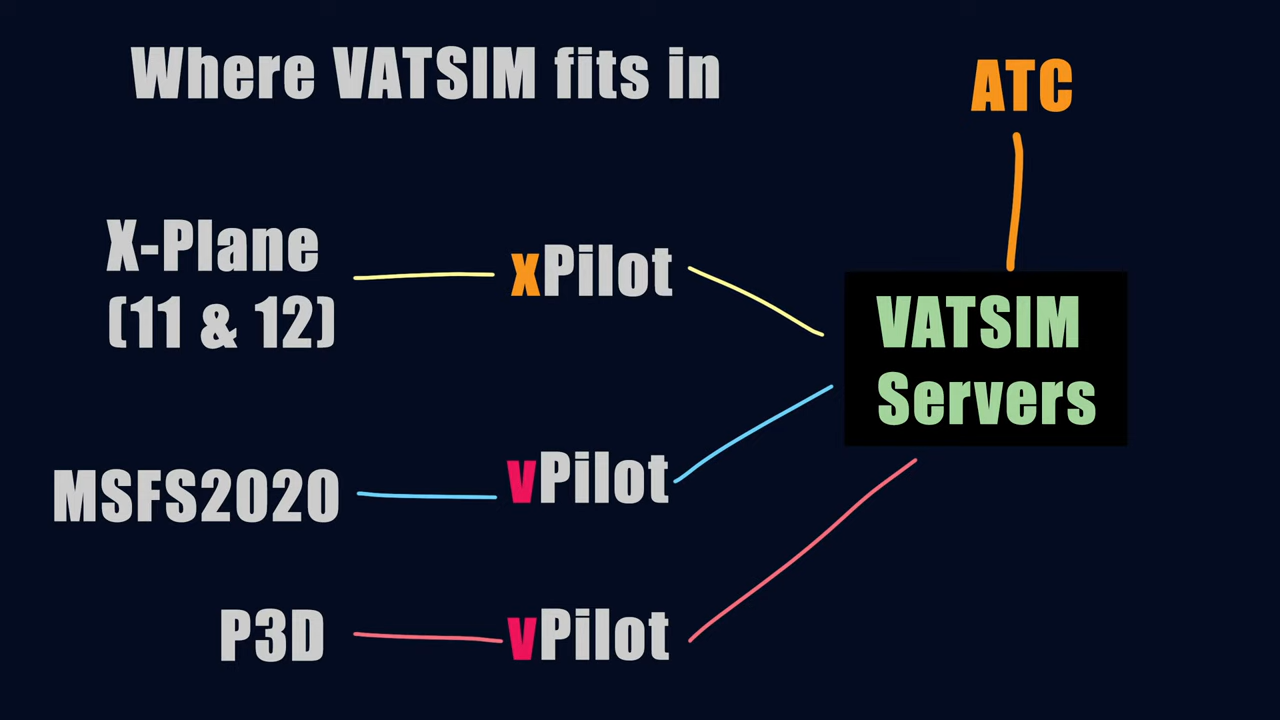 Where VATSIM fits in
ATC
X-Plane
(11 & 12)
xPilot
VATSIM
Servers
MSFS2020
vPilot
P3D
vPilot